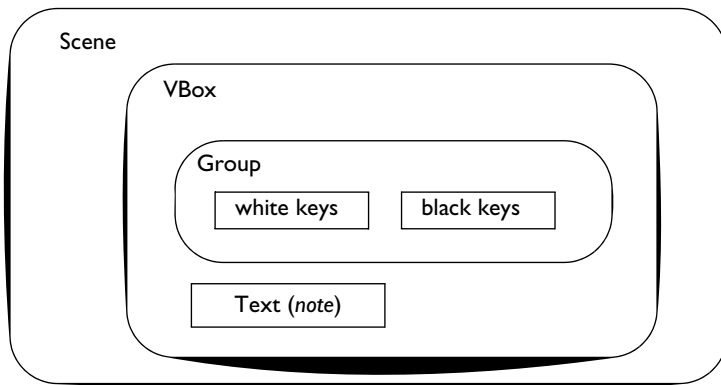 Scene
VBox
Group
white keys
black keys
Text (note)